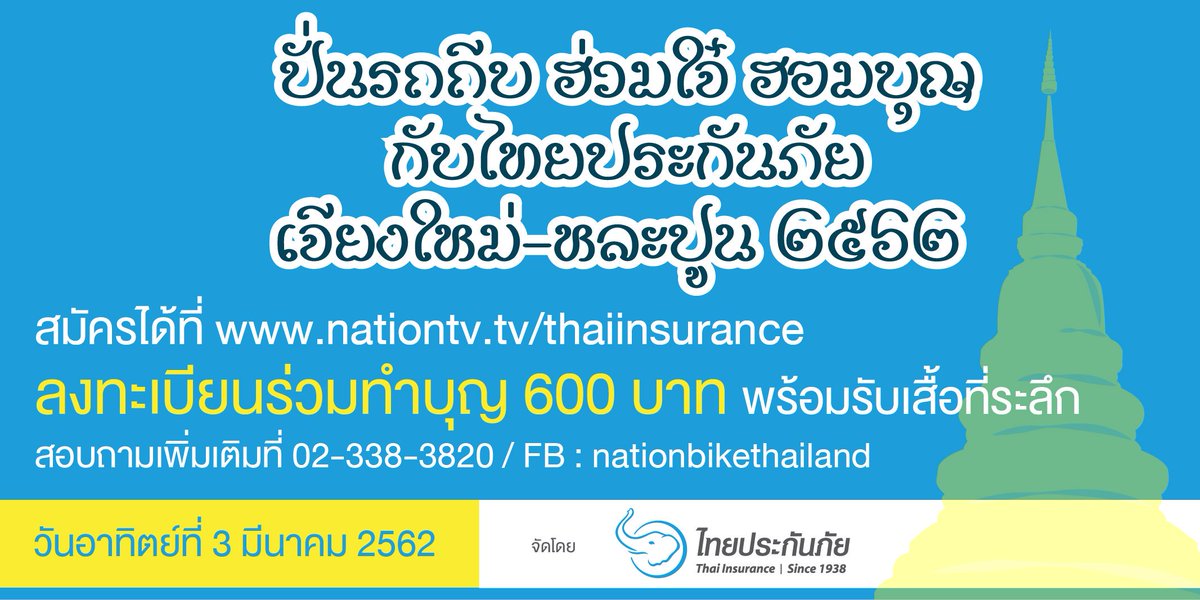 ปั่นรถถีบ ฮ่วมใจ๋ ฮอมบุญ
กับไทยประกันภัย
เจียงใหม่-หละปูน ๒๕๖๒
สมัครได้ที่ www.nationtv.tv/thaiinsurance
ลงทะเบียนร่วมทำบุญ 600 บาท พร้อมรับเสื้อที่ระลึก
สอบถามเพิ่มเติมที่ 02-338-3820 / FB : nationbikethailand
วันอาทิตย์ที่ 3 มีนาคม 2562
จัดโดย
ไทยประกันภัย
Thai Insurance | Since 1938